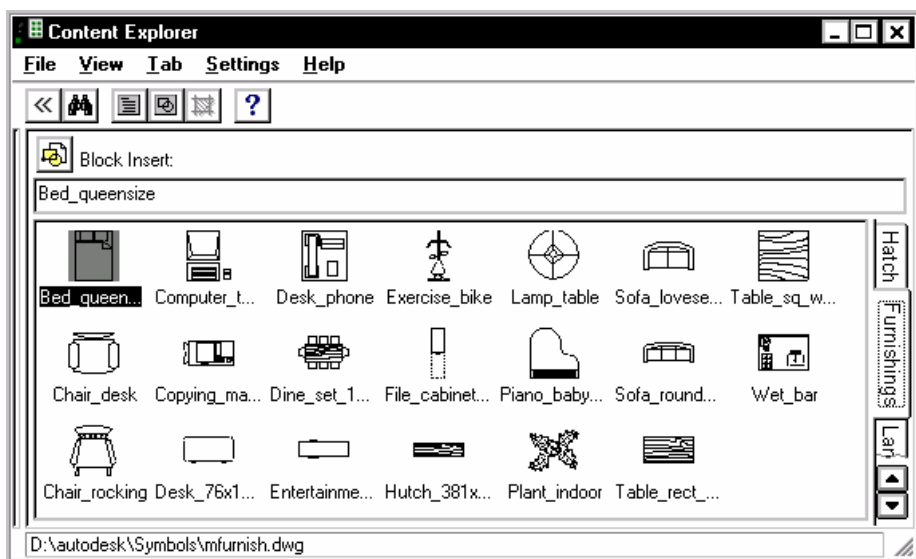 Content Explorer
File View Tab Settings Help
?
Block Insert:
Bed_queensize
Bed_queen... Computer_t... Desk_phone Exercise_bike Lamp_table Sofa_lovese... Table_sq_w...
Chair_desk Copying_ma... Dine_set_1... File_cabinet... Piano_baby... Sofa_round... Wet_bar
Chair_rocking Desk_76x1... Entertainme... Hutch_381x... Plant_indoor Table_rect_...
Hatch
Furnishings
Lan
D:\autodesk\Symbols\mfurnish.dwg